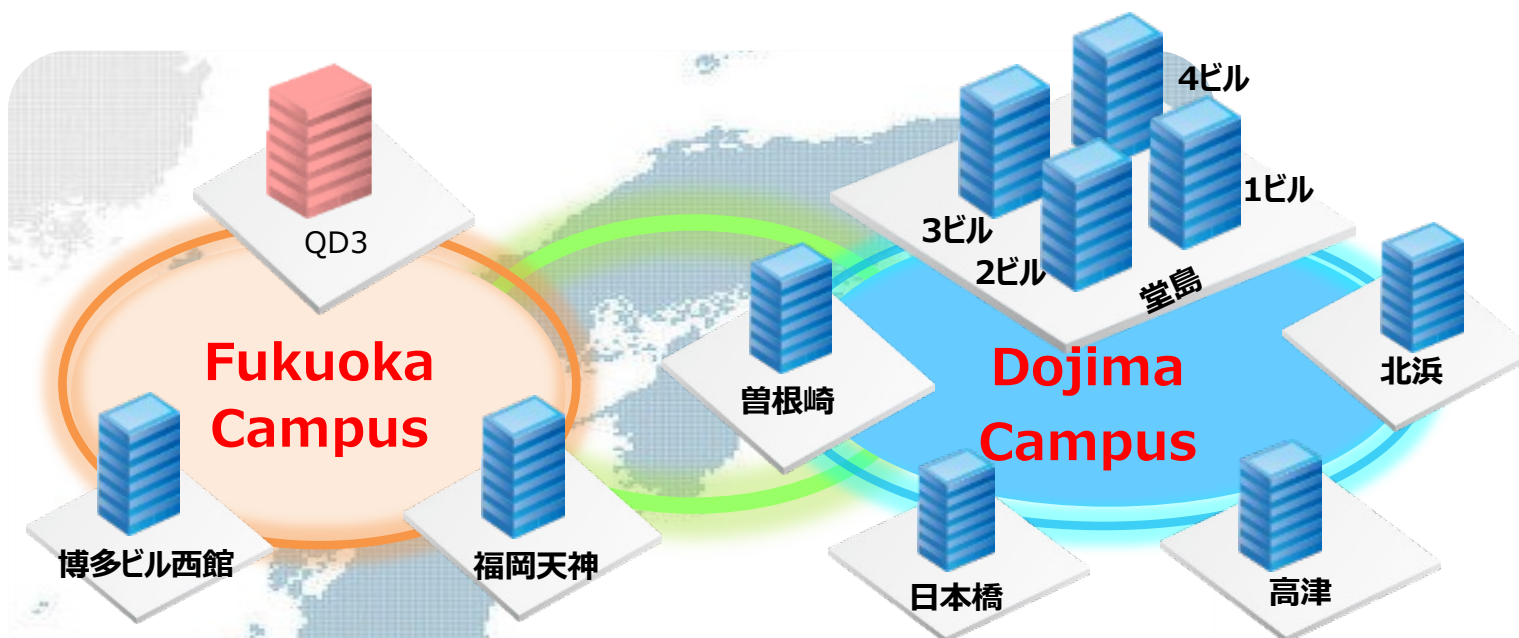 4ビル
1ビル
3ビル
2ビル
堂島
QD3
Fukuoka
Campus
Dojima
Campus
曽根崎
北浜
博多ビル西館
福岡天神
日本橋
高津